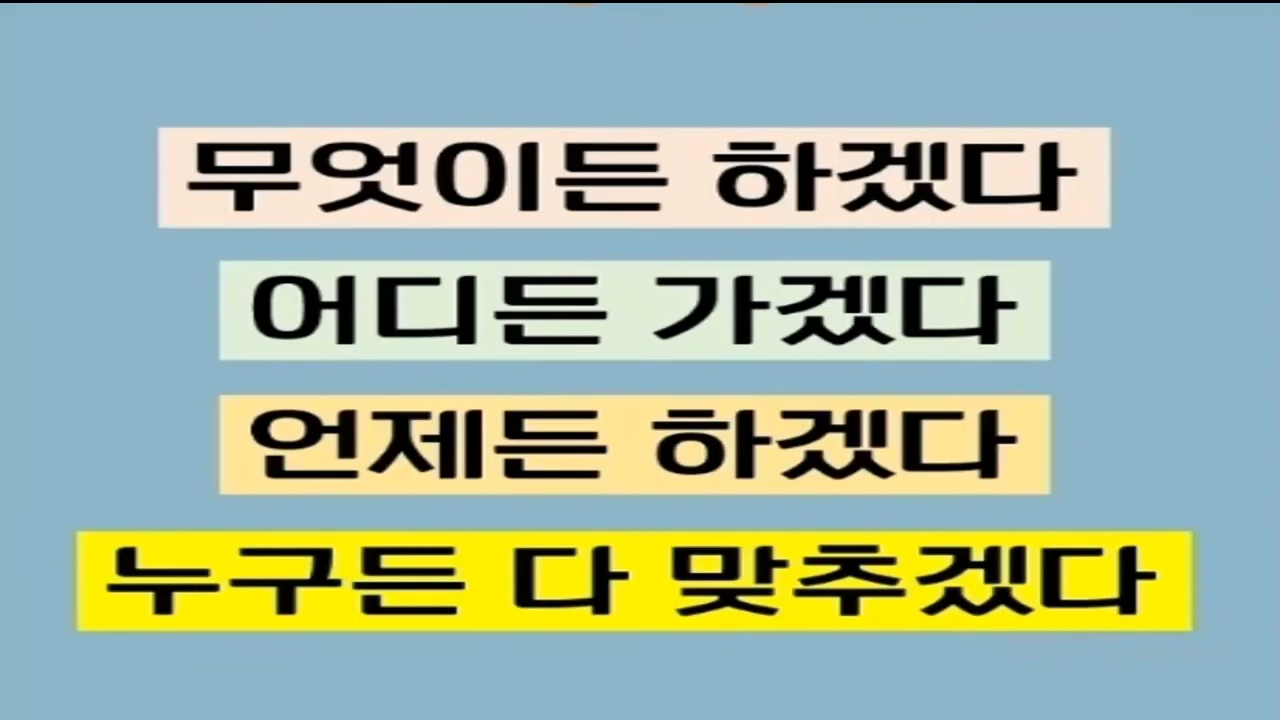 무엇이든 하겠다
어디든 가겠다
언제든 하겠다
누구든 다 맞추겠다